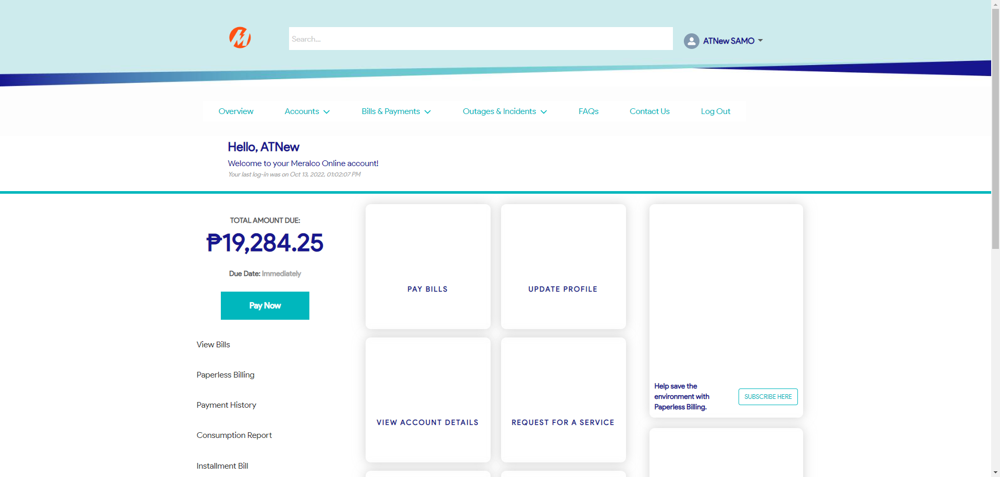 Search...
ATNew SAMO
Overview
Accounts
Bills & Payments
Outages & Incidents
FAQs
Contact Us
Log Out
Hello, ATNew
Welcome to your Meralco Online account!
Your last log-in was on Oct 13, 2022, 01:02:07 PM
TOTAL AMOUNT DUE:
₱19,284.25
Due Date: Immediately
Pay Now
View Bills
Paperless Billing
Payment History
Consumption Report
Installment Bill
PAY BILLS
UPDATE PROFILE
VIEW ACCOUNT DETAILS
REQUEST FOR A SERVICE
Help save the
environment with
Paperless Billing.
SUBSCRIBE HERE